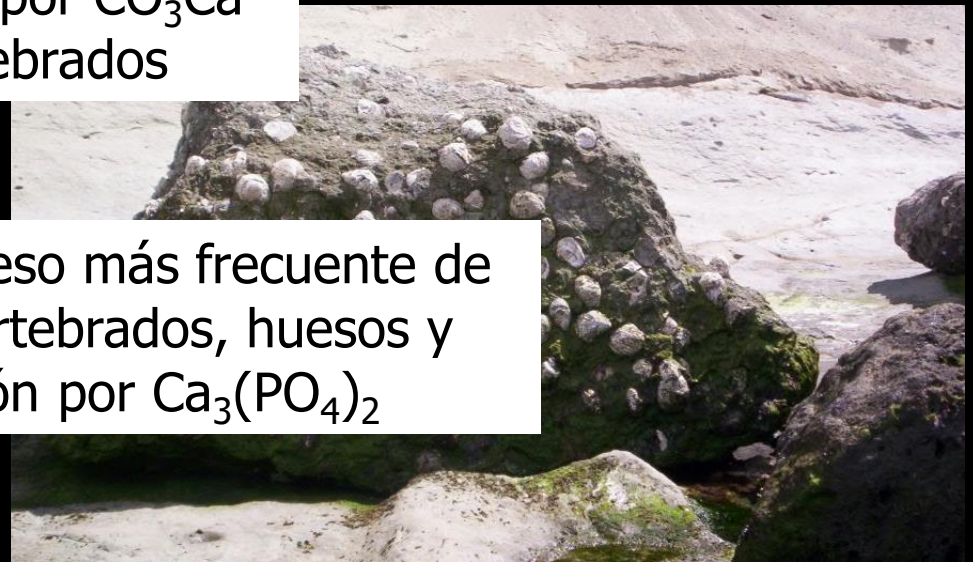 por CO₃Ca
ebrados
eso más frecuente de
rtebrados, huesos y
ón por Ca₃(PO₄)₂